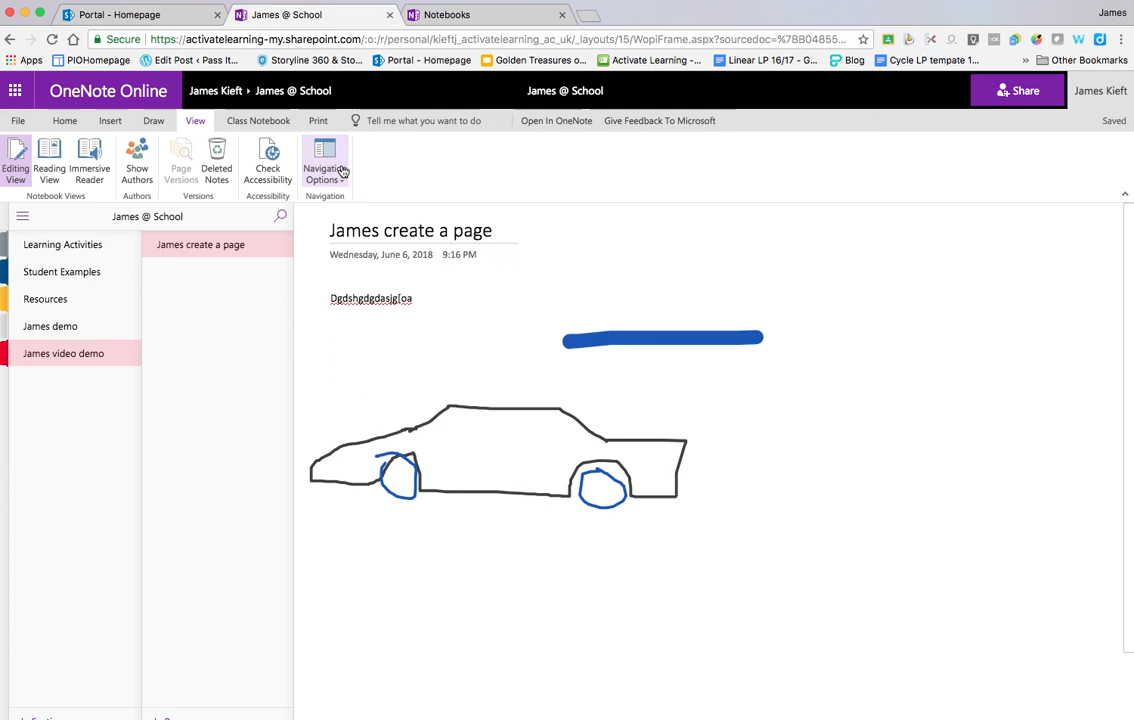 Portal - Homepage
James @ School
Notebooks
James
Secure
https://activatelearning-my.sharepoint.com/:o:/r/personal/kieftj_activatelearning_ac_uk/_layouts/15/WopiFrame.aspx?sourcedoc=%7BB04855...
Apps
PIOHomepage
Edit Post ‹ Pass It...
Storyline 360 & Sto...
Portal - Homepage
Golden Treasures o...
Activate Learning -...
Linear LP 16/17 - G...
Blog
Cycle LP tempate 1...
»
Other Bookmarks
OneNote Online
James Kieft ▸ James @ School
James @ School
Share
James Kieft
File
Home
Insert
Draw
View
Class Notebook
Print
Tell me what you want to do
Open In OneNote
Give Feedback To Microsoft
Saved
Editing View
Reading View
Immersive Reader
Show Authors
Page Versions
Deleted Notes
Check Accessibility
Navigation Options
Notebook Views
Authors
Versions
Accessibility
Navigation
James @ School
Learning Activities
Student Examples
Resources
James demo
James video demo
James create a page
James create a page
Wednesday, June 6, 2018 9:16 PM
Dgdshgdgdasjg[oa